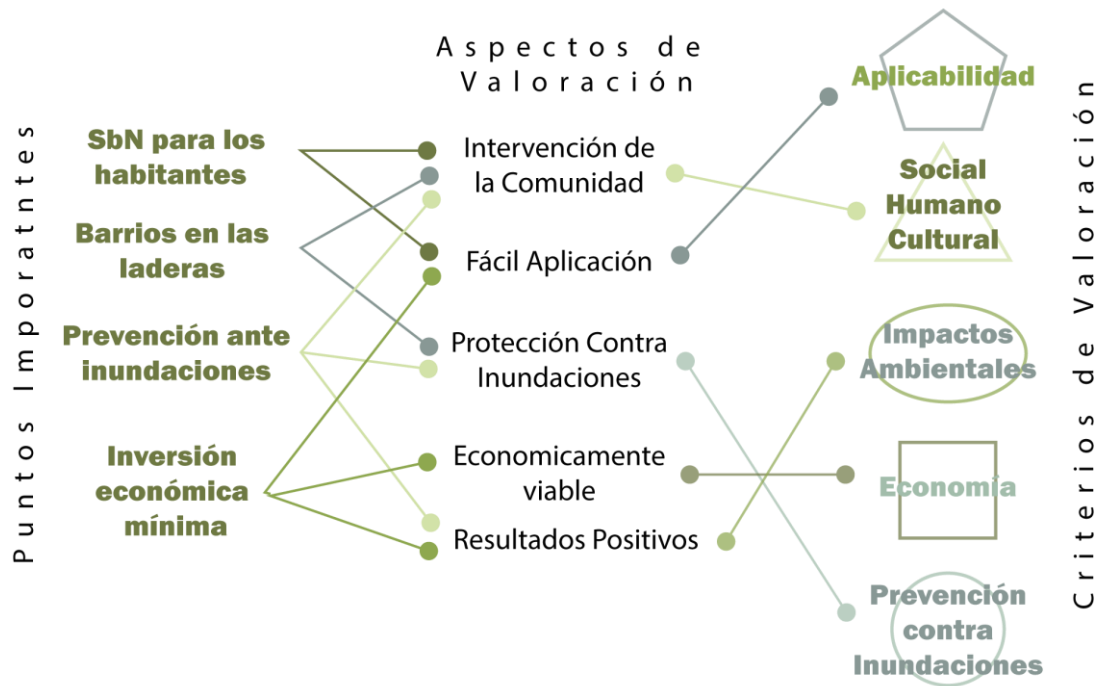 Puntos Imporatntes
SbN para los
habitantes
Barrios en las
laderas
Prevención ante
inundaciones
Inversión
económica
mínima
Aspectos de
Valoración
Intervención de
la Comunidad
Fácil Aplicación
Protección Contra
Inundaciones
Economicamente
viable
Resultados Positivos
Aplicabilidad
Social
Humano
Cultural
Impactos
Ambientales
Economía
Prevención
contra
Inundaciones
Criterios de Valoración